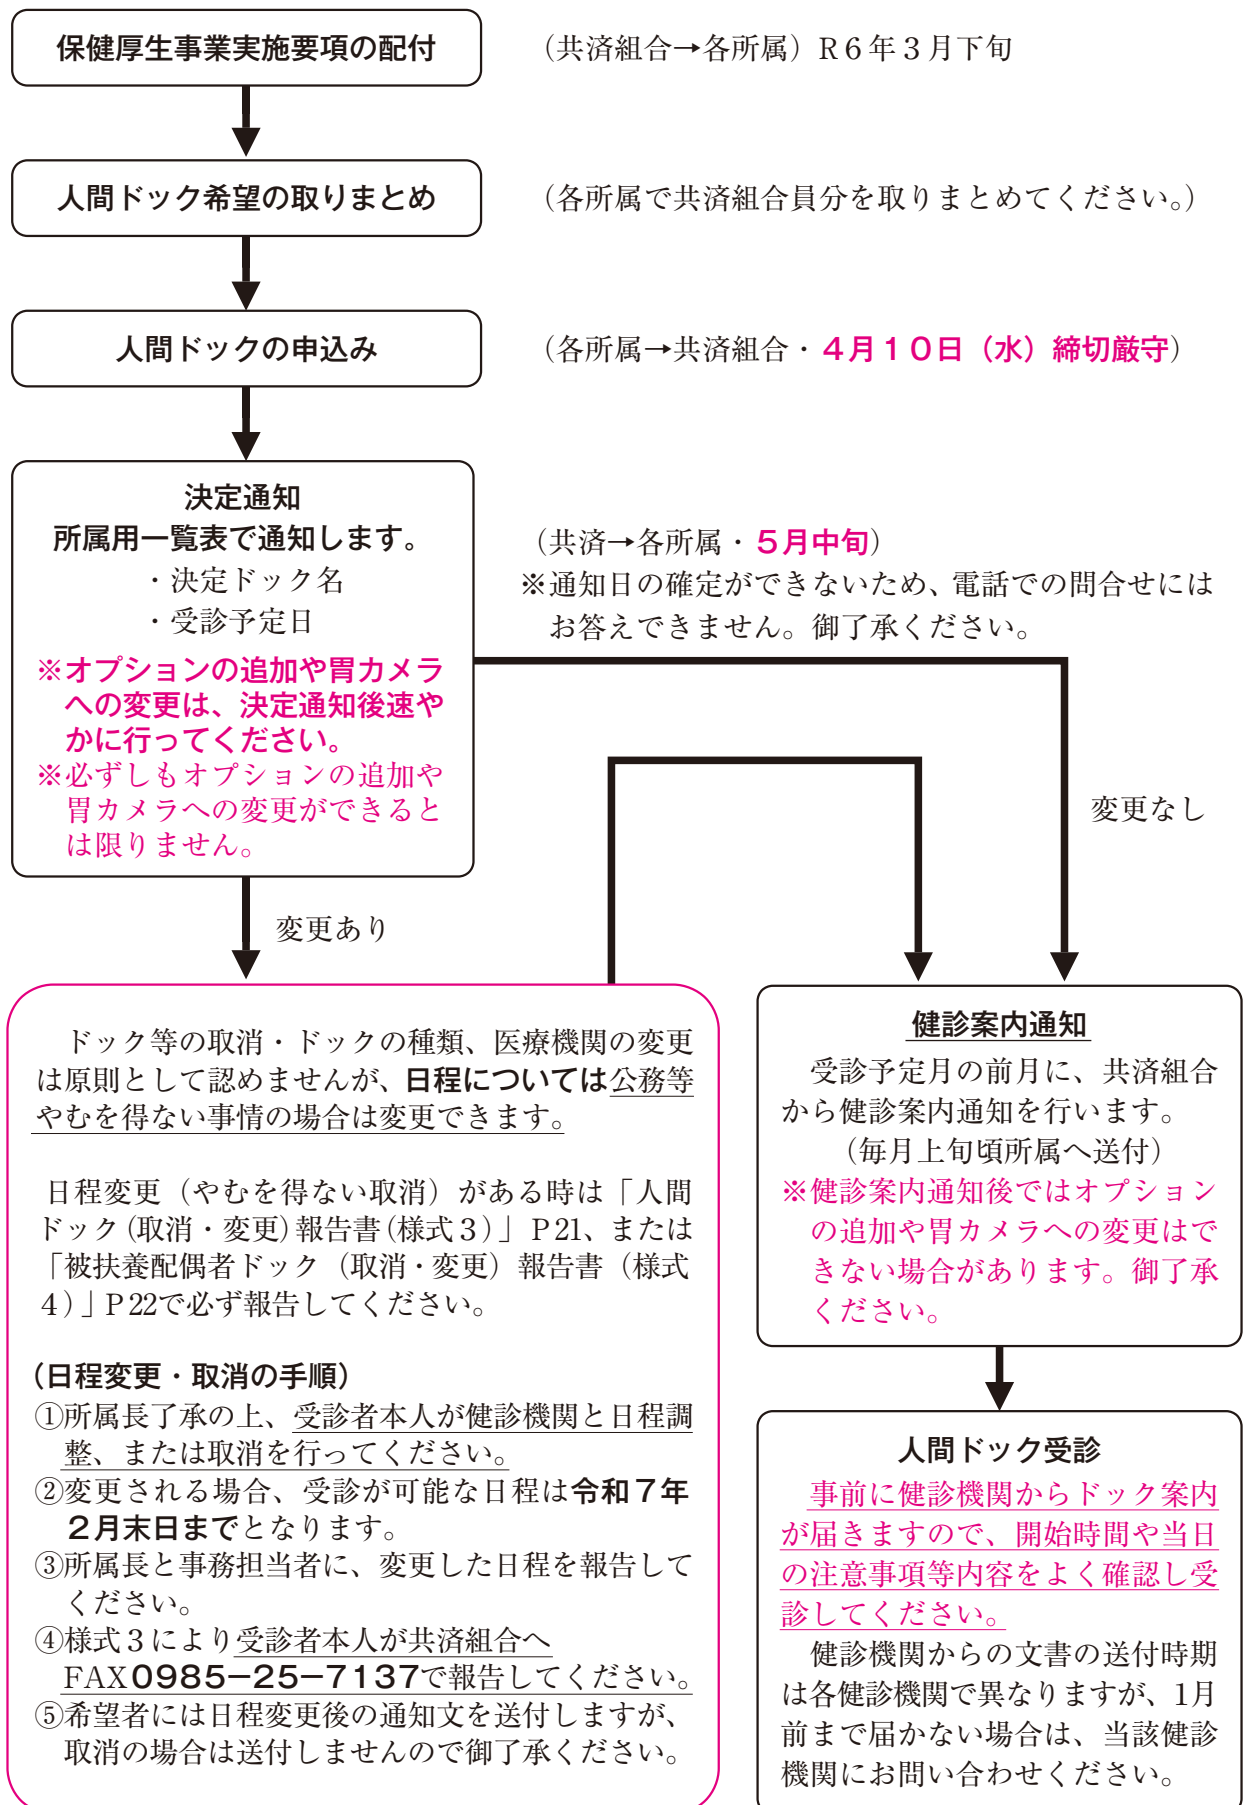 保健厚生事業実施要項の配付
（共済組合→各所属）R６年３月下旬
人間ドック希望の取りまとめ
（各所属で共済組合員分を取りまとめてください。）
人間ドックの申込み
（各所属→共済組合・４月１０日（水）締切厳守）
決定通知
所属用一覧表で通知します。
・決定ドック名
・受診予定日
※オプションの追加や胃カメラ
への変更は、決定通知後速や
かに行ってください。
※必ずしもオプションの追加や
胃カメラへの変更ができると
は限りません。
（共済→各所属・５月中旬）
※通知日の確定ができないため、電話での問合せには
お答えできません。御了承ください。
変更なし
変更あり
ドック等の取消・ドックの種類、医療機関の変更
は原則として認めませんが、日程については公務等
やむを得ない事情の場合は変更できます。
日程変更（やむを得ない取消）がある時は「人間
ドック（取消・変更）報告書（様式３）」P21、または
「被扶養配偶者ドック（取消・変更）報告書（様式
４）」P22で必ず報告してください。
（日程変更・取消の手順）
①所属長了承の上、受診者本人が健診機関と日程調
整、または取消を行ってください。
②変更される場合、受診が可能な日程は令和７年
２月末日までとなります。
③所属長と事務担当者に、変更した日程を報告して
ください。
④様式３により受診者本人が共済組合へ
FAX0985−25−7137で報告してください。
⑤希望者には日程変更後の通知文を送付しますが、
取消の場合は送付しませんので御了承ください。
健診案内通知
受診予定月の前月に、共済組合
から健診案内通知を行います。
（毎月上旬頃所属へ送付）
※健診案内通知後ではオプション
の追加や胃カメラへの変更はで
きない場合があります。御了承
ください。
人間ドック受診
事前に健診機関からドック案内
が届きますので、開始時間や当日
の注意事項等内容をよく確認し受
診してください。
健診機関からの文書の送付時期
は各健診機関で異なりますが、1月
前まで届かない場合は、当該健診
機関にお問い合わせください。